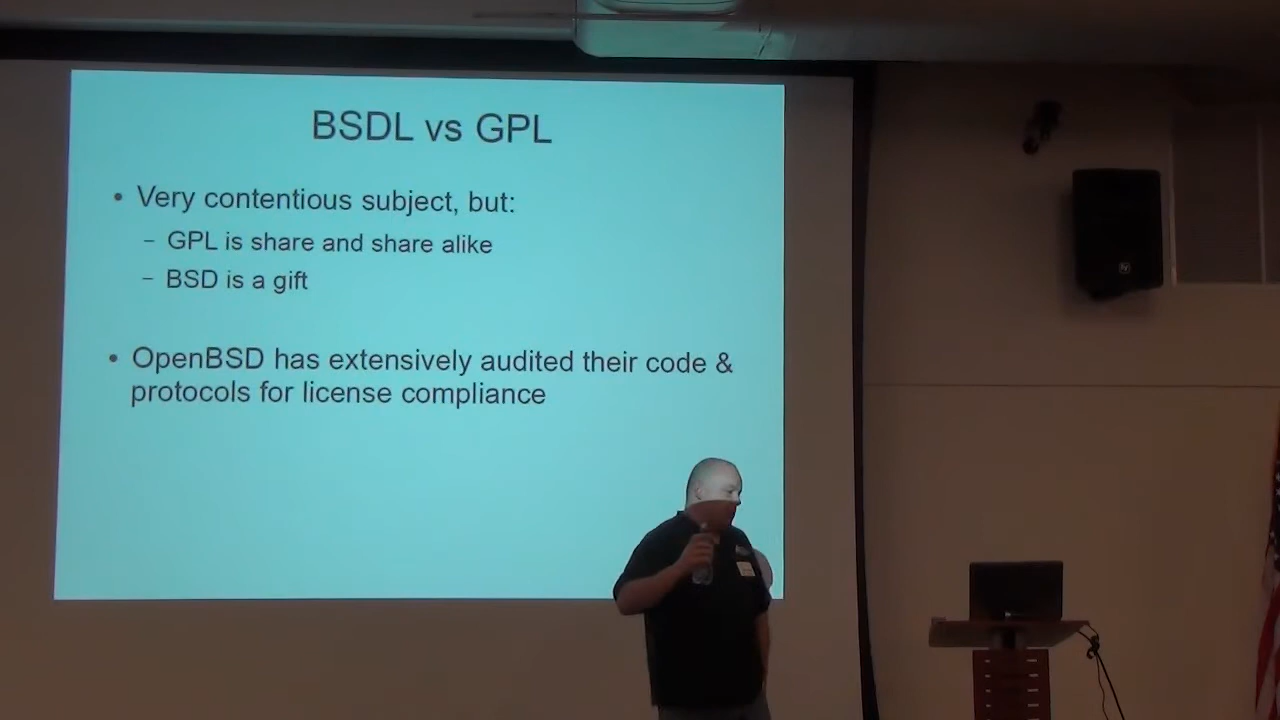 BSDL vs GPL
• Very contentious subject, but:
– GPL is share and share alike
– BSD is a gift
• OpenBSD has extensively audited their code &
protocols for license compliance